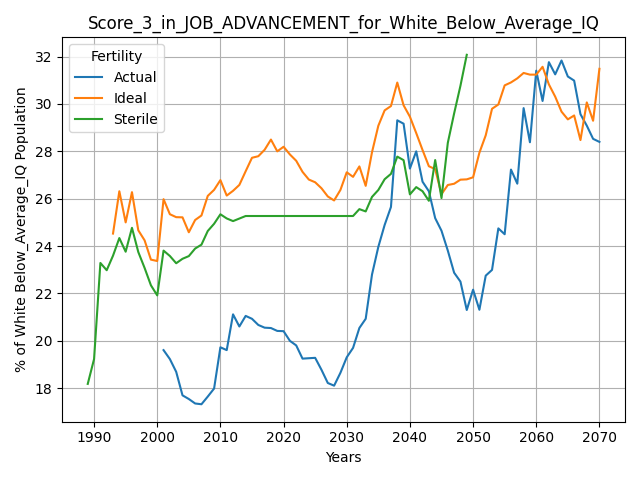 Score_3_in_JOB_ADVANCEMENT_for_White_Below_Average_IQ
Fertility
Actual
Ideal
Sterile
% of White Below_Average_IQ Population
32
30
28
26
24
22
20
18
1990
2000
2010
2020
2030
2040
2050
2060
2070
Years